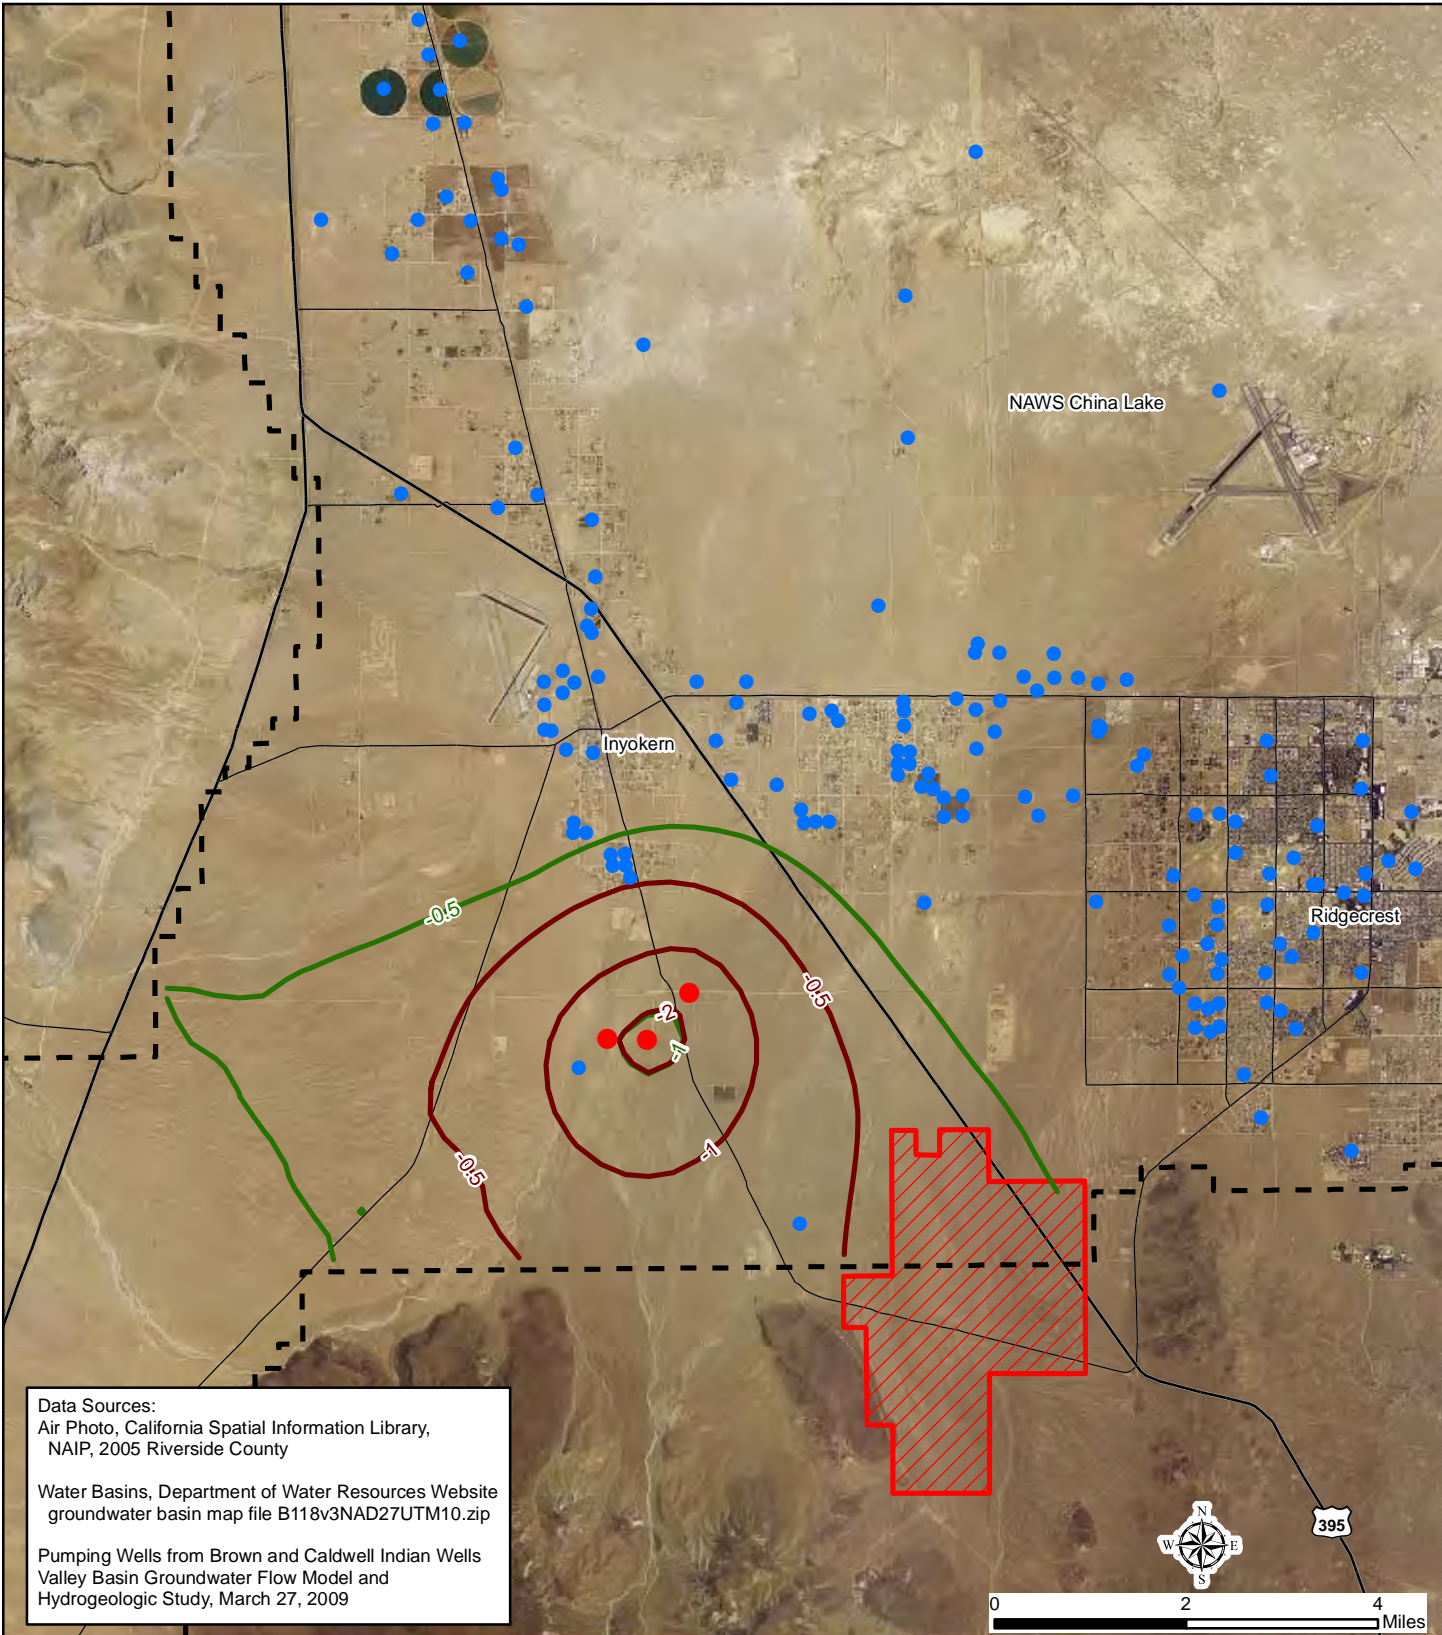 NAWS China Lake
Inyokern
-0.5
Ridgecrest
-0.5
-2
-1
-1
-0.5
Data Sources:
Air Photo, California Spatial Information Library,
NAIP, 2005 Riverside County
Water Basins, Department of Water Resources Website
groundwater basin map file B118v3NAD27UTM10.zip
Pumping Wells from Brown and Caldwell Indian Wells
Valley Basin Groundwater Flow Model and
Hydrogeologic Study, March 27, 2009
N
W E
S
395
0 2 4
Miles